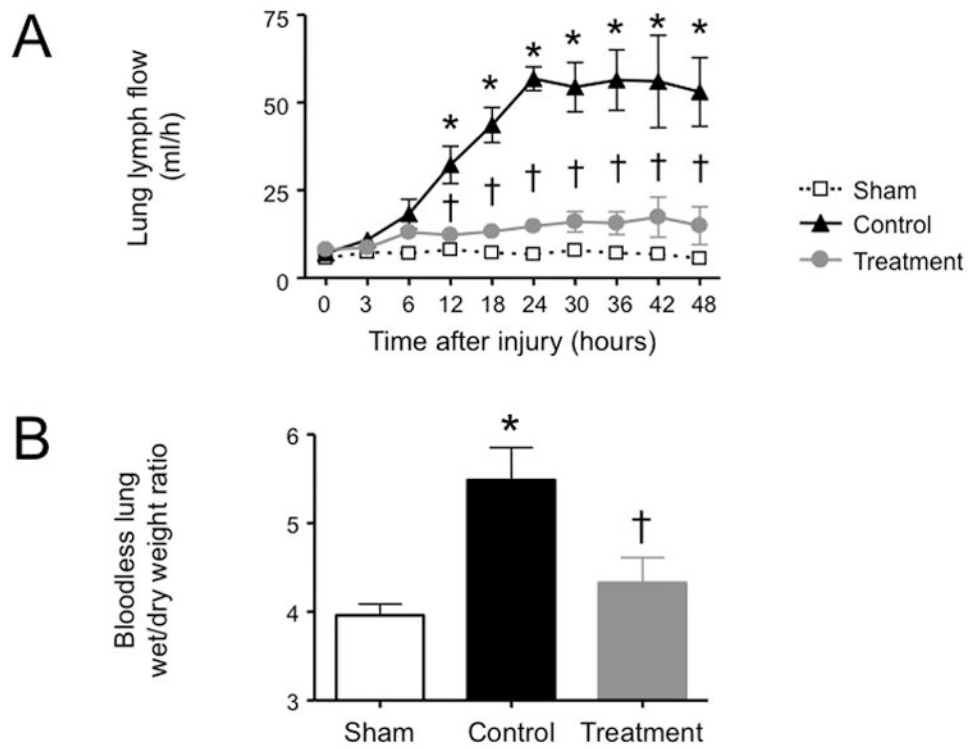 A
Lung lymph flow
(ml/h)
75
50
25
0
* * * * * * *
† † † † † † †
0 3 6 12 18 24 30 36 42 48
Time after injury (hours)
Sham
Control
Treatment
B
Bloodless lung
wet/dry weight ratio
6
5
4
3
*
†
Sham Control Treatment